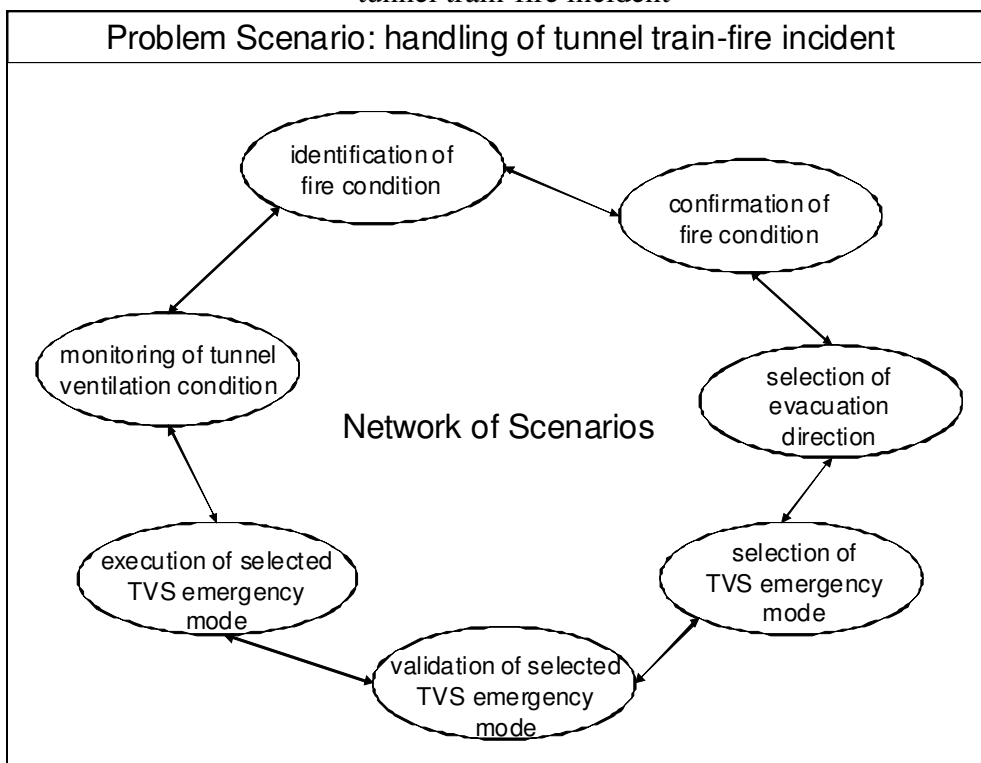 tunnel train-fire incident
Problem Scenario: handling of tunnel train-fire incident
identification of
fire condition
confirmation of
fire condition
monitoring of tunnel
ventilation condition
selection of
evacuation
direction
Network of Scenarios
execution of selected
TVS emergency
mode
selection of
TVS emergency
mode
validation of selected
TVS emergency
mode